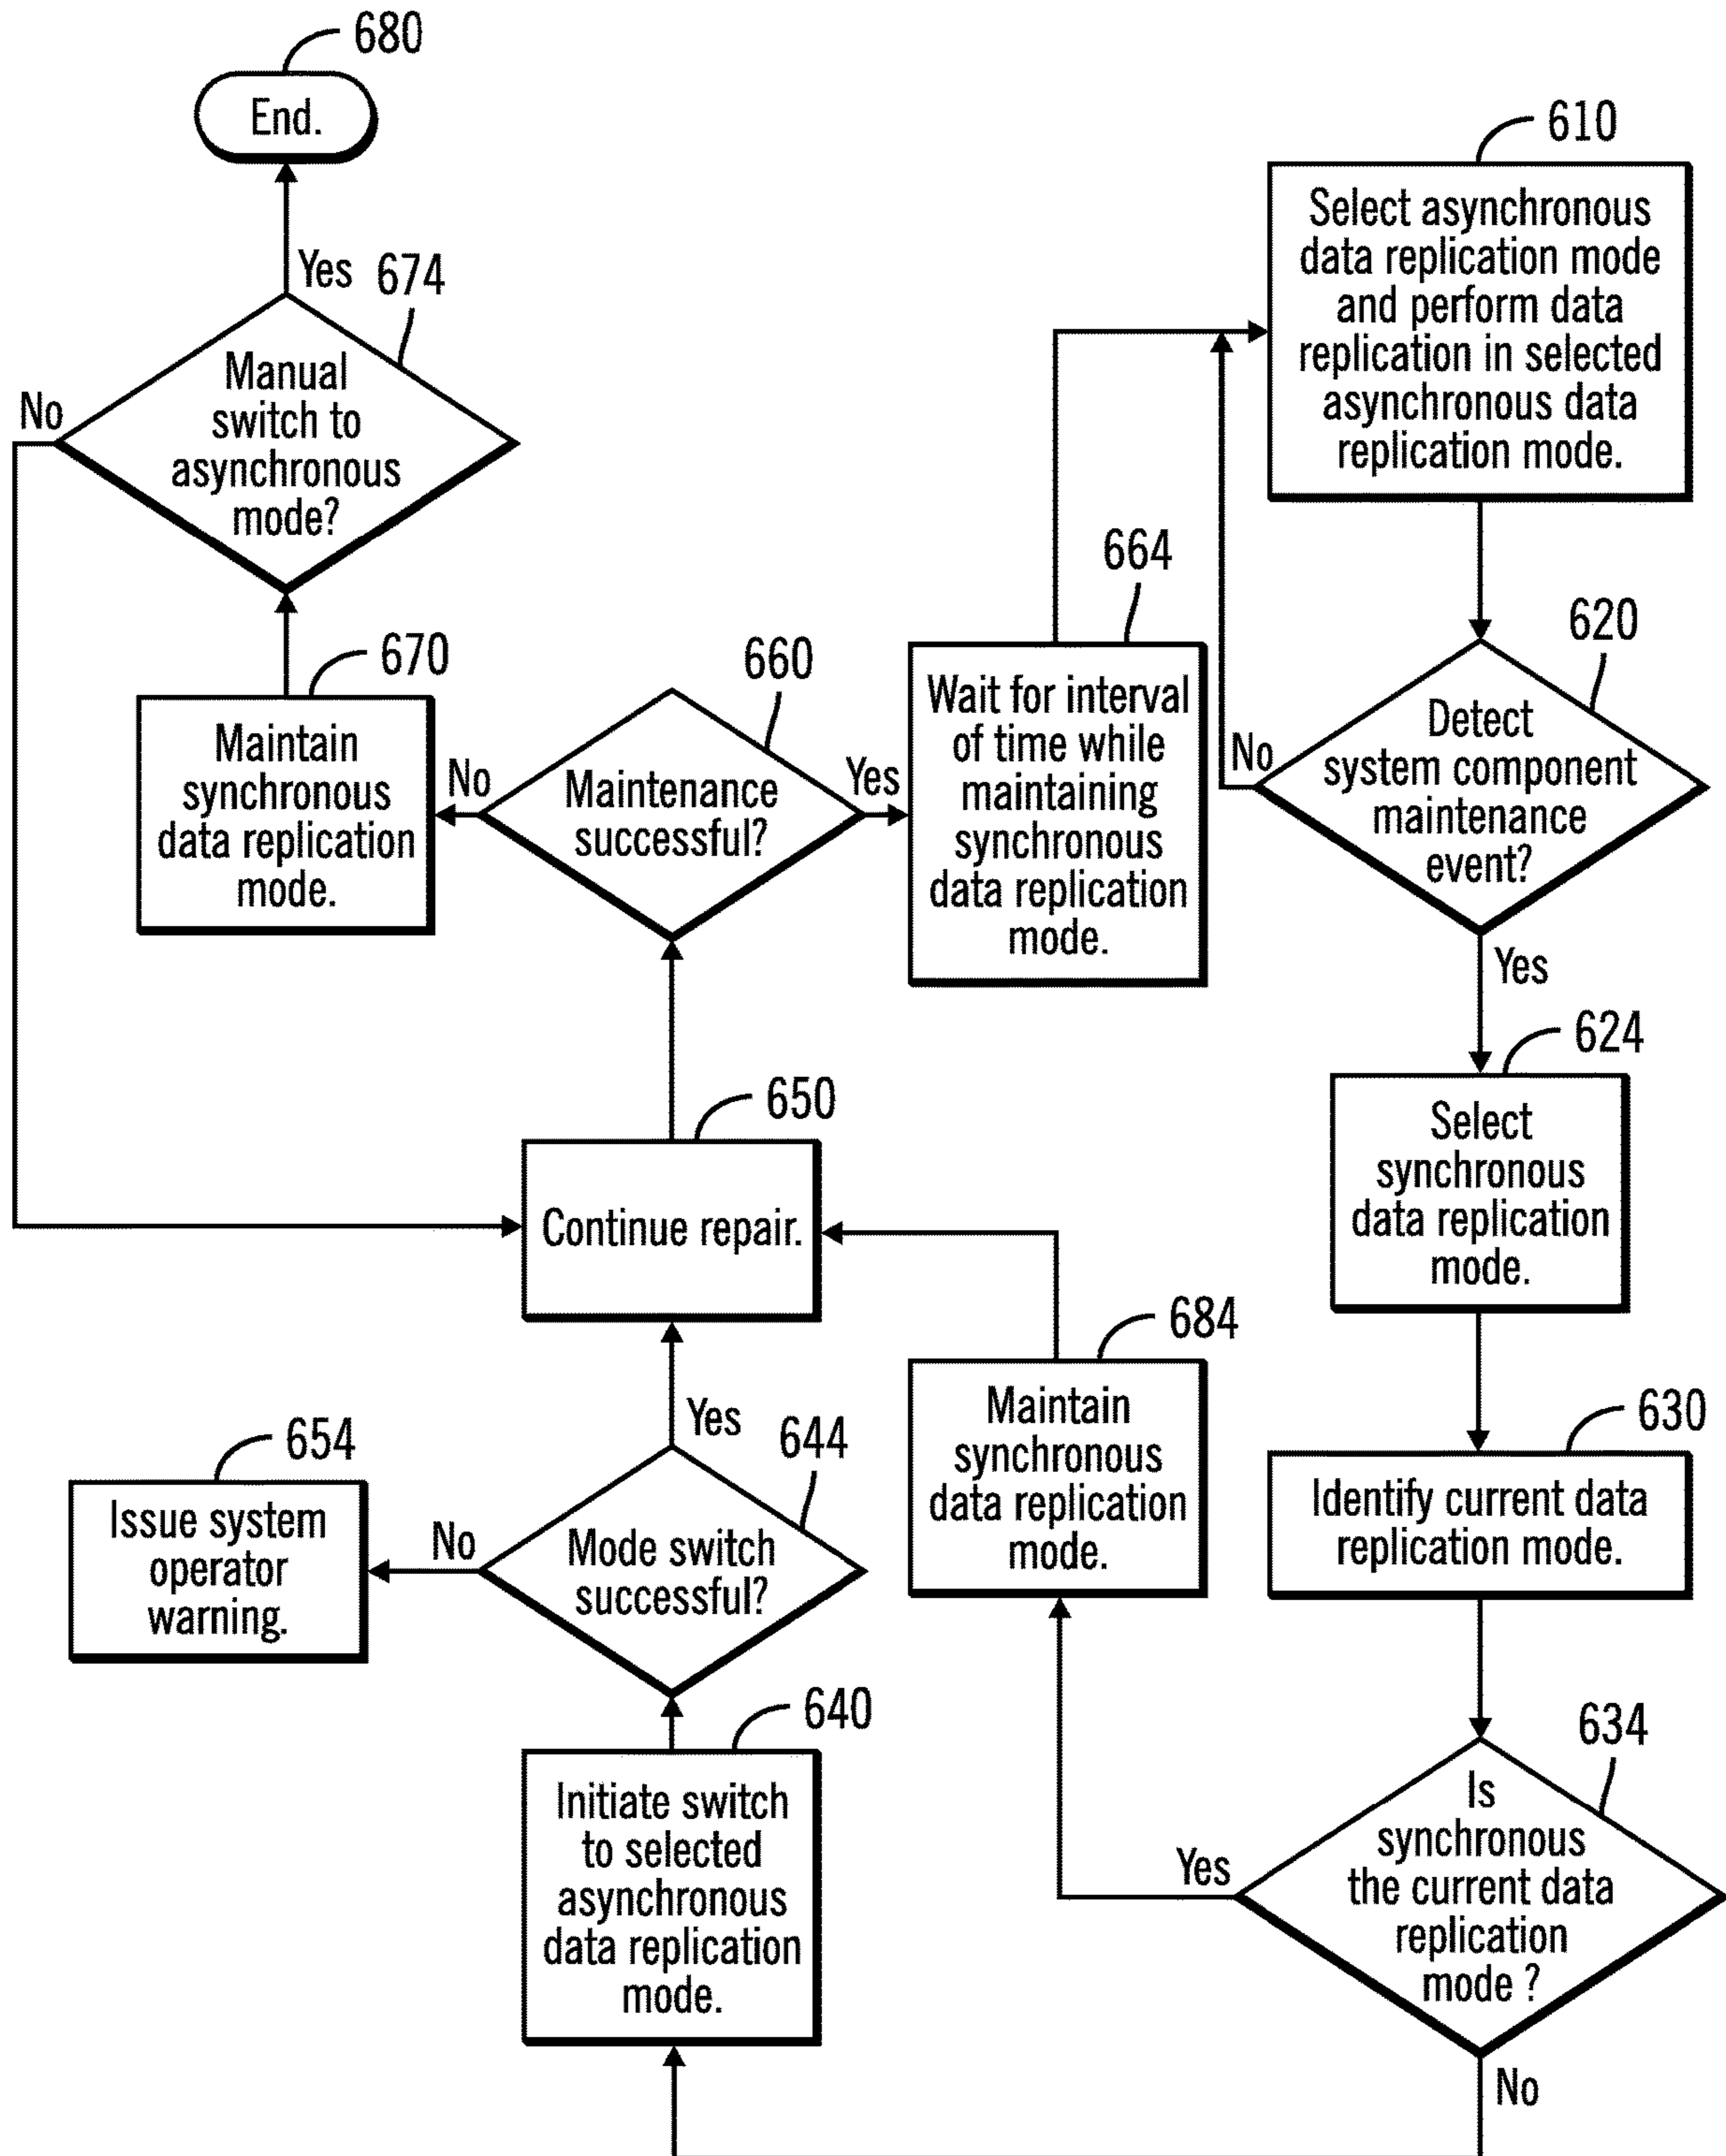 680
End.
Yes
674
Manual
switch to
asynchronous
mode?
No
610
Select asynchronous
data replication mode
and perform data
replication in selected
asynchronous data
replication mode.
620
Detect
system component
maintenance
event?
No
Yes
664
Wait for interval
of time while
maintaining
synchronous
data replication
mode.
660
Maintenance
successful?
No
Yes
670
Maintain
synchronous
data replication
mode.
624
Select
synchronous
data replication
mode.
650
Continue repair.
684
Maintain
synchronous
data replication
mode.
630
Identify current data
replication mode.
Yes
644
Mode switch
successful?
No
654
Issue system
operator
warning.
640
Initiate switch
to selected
asynchronous
data replication
mode.
634
Is
synchronous
the current data
replication
mode ?
Yes
No